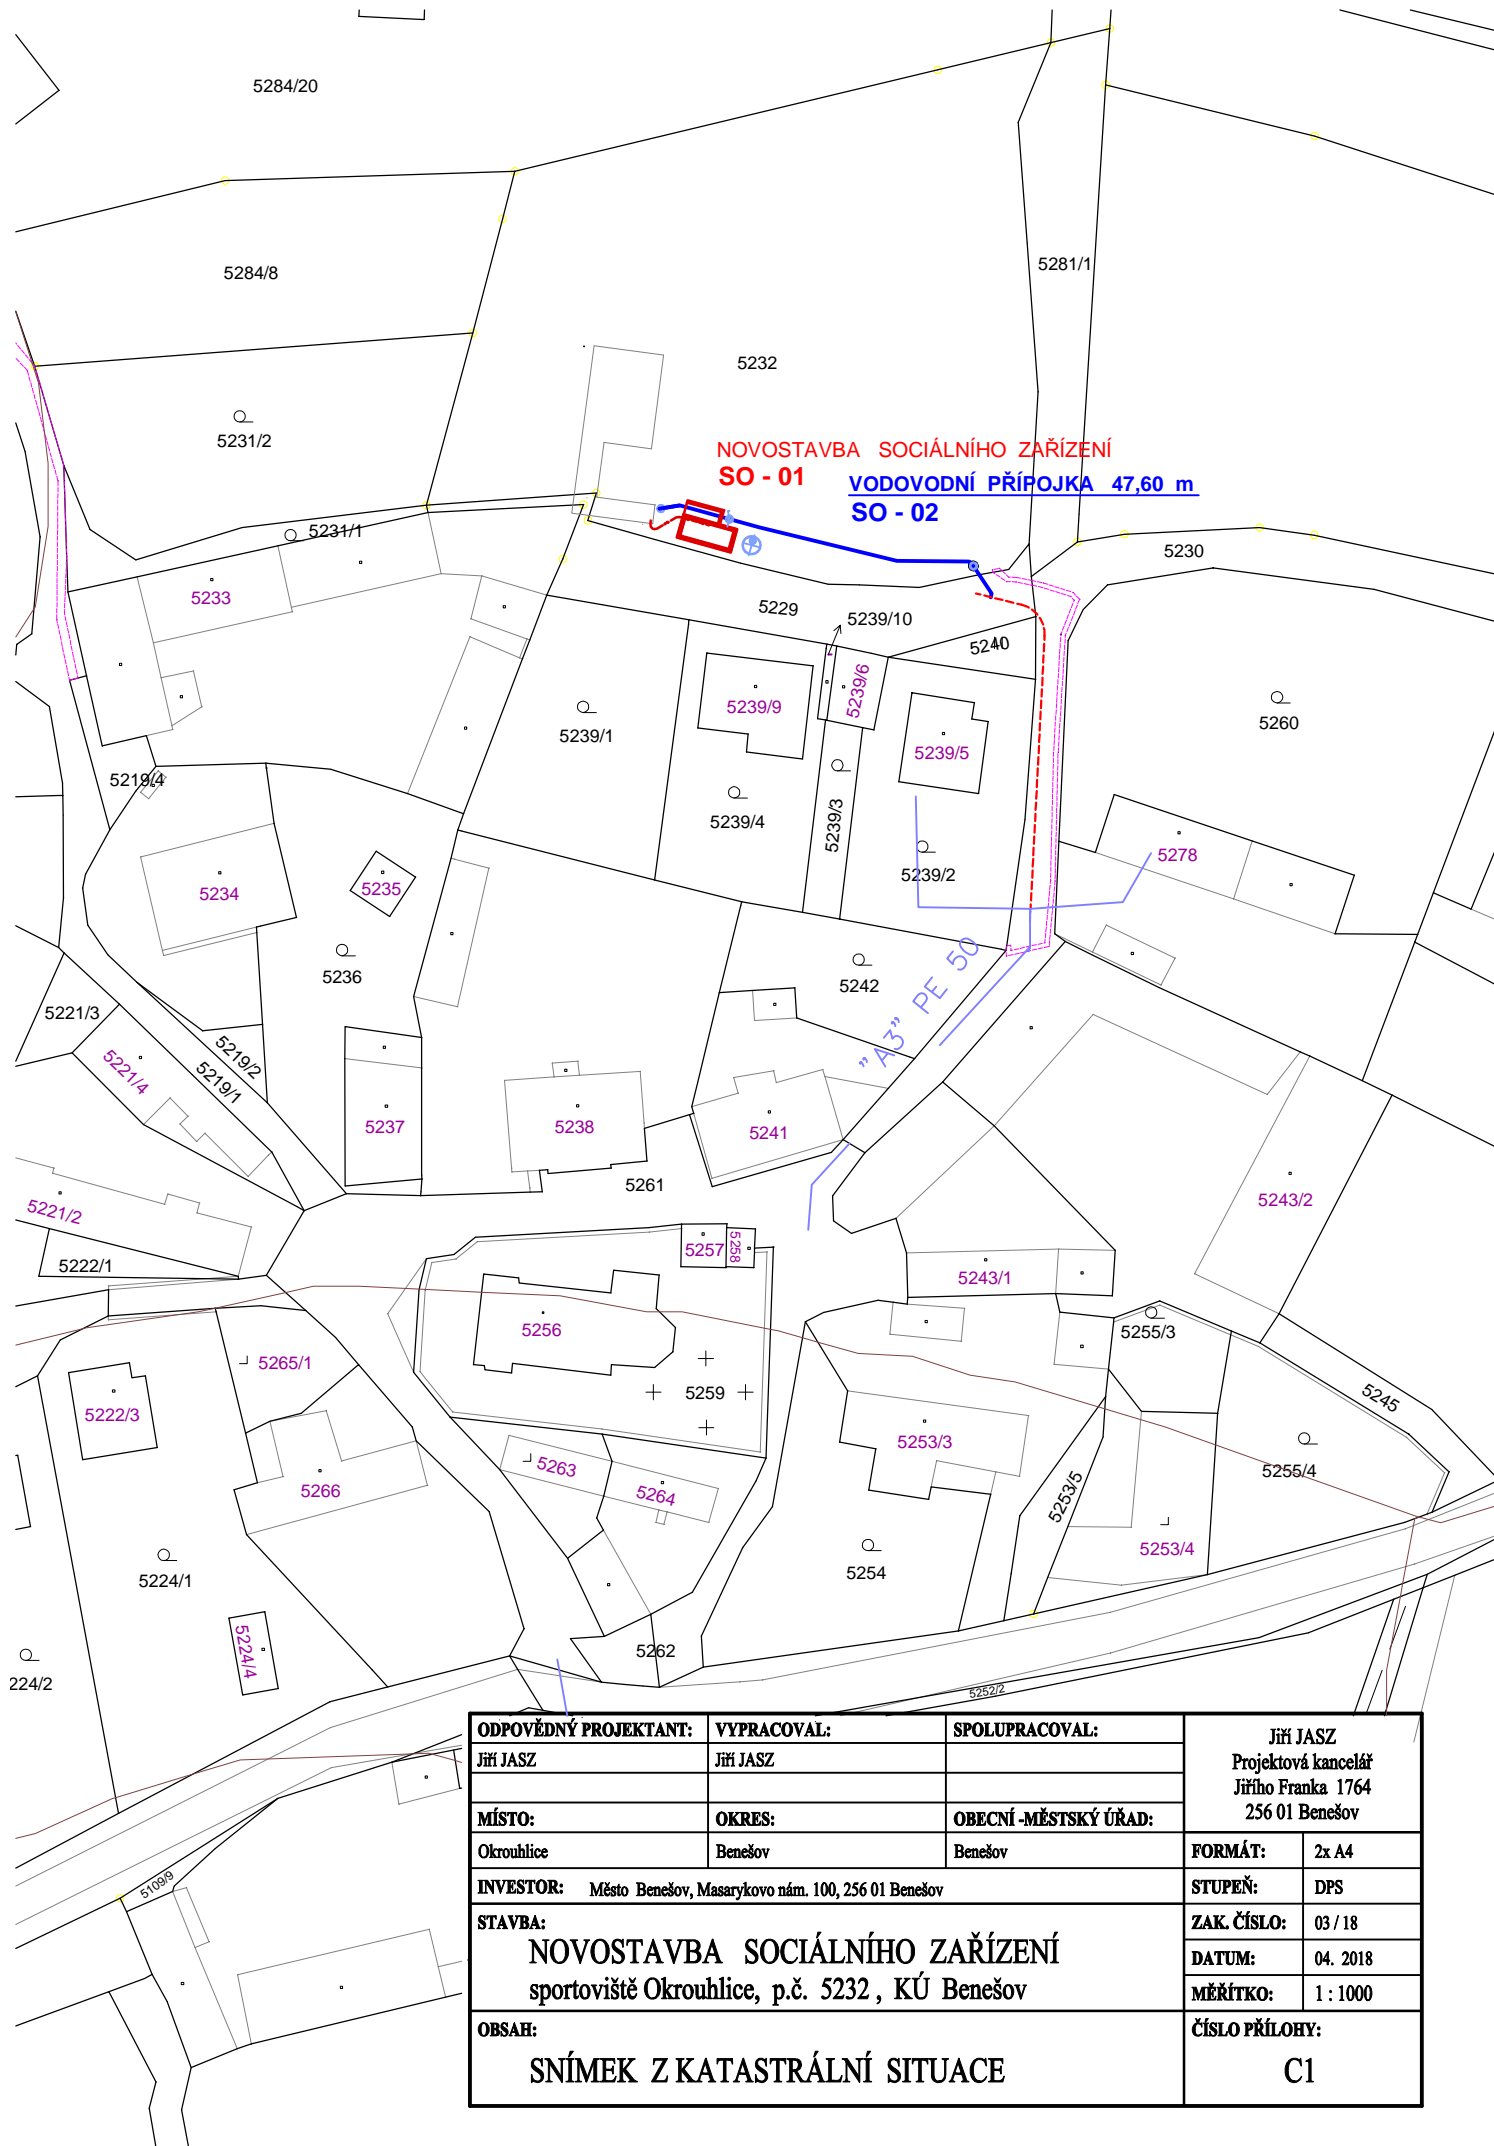 5284/20
5284/8
5281/1
5232
5231/2
NOVOSTAVBA SOCIÁLNÍHO ZAŘÍZENÍ
SO - 01
VODOVODNÍ PŘÍPOJKA 47,60 m
SO - 02
5231/1
5230
5233
5229
5239/10
5240
5239/6
5239/9
5239/1
5239/5
5260
5219/4
5239/4
5239/3
5239/2
5278
5234
5235
5236
5242
"A3" PE 50
5221/3
5221/4
5219/2
5219/1
5237
5238
5241
5261
5243/2
5221/2
5222/1
5257
5258
5243/1
5256
5255/3
5265/1
5259
5245
5222/3
5253/3
5263
5264
5266
5253/5
5255/4
5253/4
5224/1
5254
5224/4
5262
224/2
5252/2
5109/9
ODPOVĚDNÝ PROJEKTANT: VYPRACOVAL: SPOLUPRACOVAL:
Jiří JASZ Jiří JASZ
Jiří JASZ
Projektová kancelář
Jiřího Franka 1764
256 01 Benešov
MÍSTO: OKRES: OBECNÍ -MĚSTSKÝ ÚŘAD:
Okrouhlice Benešov Benešov
FORMÁT: 2x A4
INVESTOR: Město Benešov, Masarykovo nám. 100, 256 01 Benešov
STUPEŇ: DPS
STAVBA:
NOVOSTAVBA SOCIÁLNÍHO ZAŘÍZENÍ
sportoviště Okrouhlice, p.č. 5232 , KÚ Benešov
ZAK. ČÍSLO: 03 / 18
DATUM: 04. 2018
MĚŘÍTKO: 1 : 1000
OBSAH:
SNÍMEK Z KATASTRÁLNÍ SITUACE
ČÍSLO PŘÍLOHY:
C1